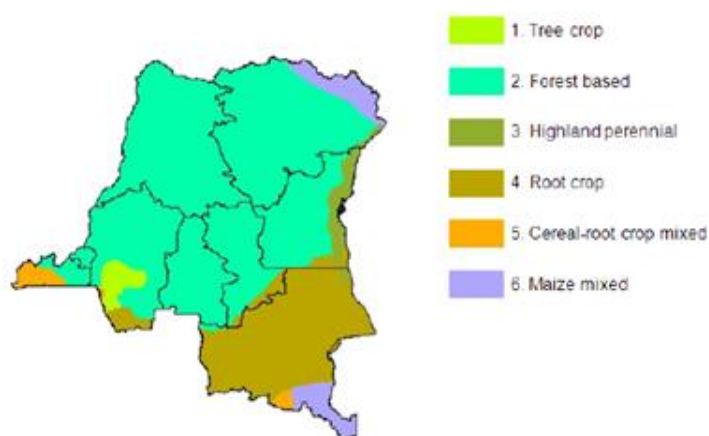 1. Tree crop
2. Forest based
3. Highland perennial
4. Root crop
5. Cereal-root crop mixed
6. Maize mixed